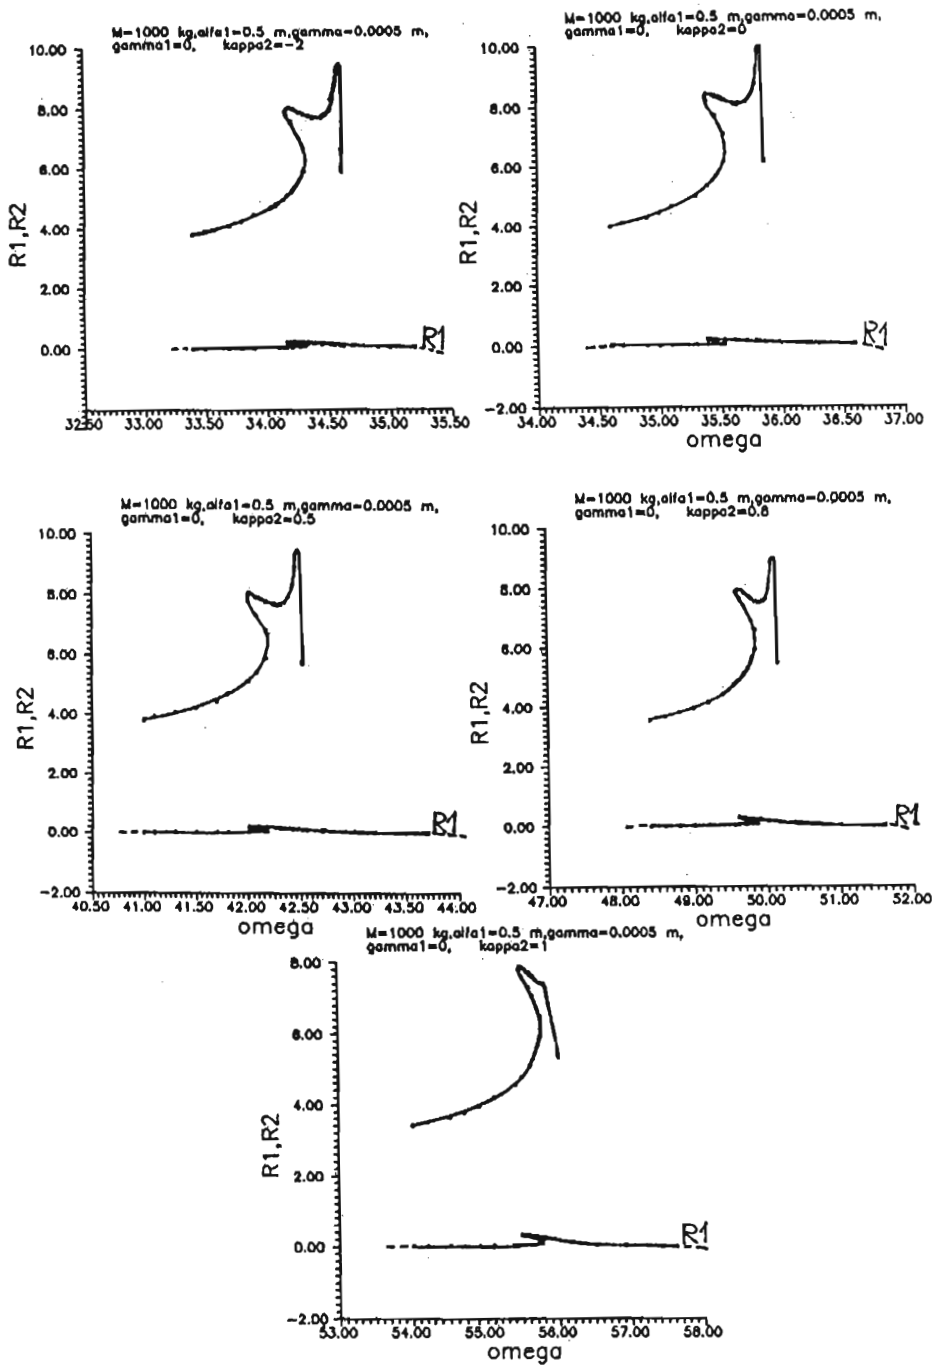 M=1000 kg,alfa1=0.5 m,gamma=0.0005 m,
gamma1=0, kappa2=-2
10.00
8.00
6.00
4.00
2.00
0.00
R1,R2
R1
32.50 33.00 33.50 34.00 34.50 35.00 35.50
M=1000 kg,alfa1=0.5 m,gamma=0.0005 m,
gamma1=0, kappa2=0
10.00
8.00
6.00
4.00
2.00
0.00
-2.00
R1,R2
R1
34.00 34.50 35.00 35.50 36.00 36.50 37.00
omega
M=1000 kg,alfa1=0.5 m,gamma=0.0005 m,
gamma1=0, kappa2=0.5
10.00
8.00
6.00
4.00
2.00
0.00
-2.00
R1,R2
R1
40.50 41.00 41.50 42.00 42.50 43.00 43.50 44.00
omega
M=1000 kg,alfa1=0.5 m,gamma=0.0005 m,
gamma1=0, kappa2=0.8
10.00
8.00
6.00
4.00
2.00
0.00
-2.00
R1,R2
R1
47.00 48.00 49.00 50.00 51.00 52.00
omega
M=1000 kg,alfa1=0.5 m,gamma=0.0005 m,
gamma1=0, kappa2=1
8.00
6.00
4.00
2.00
0.00
-2.00
R1,R2
R1
53.00 54.00 55.00 56.00 57.00 58.00
omega